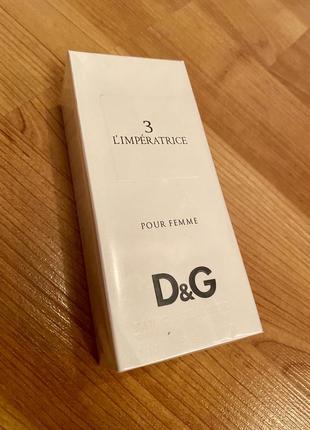 3
L'IMPÉRATRICE
POUR FEMME
D&G